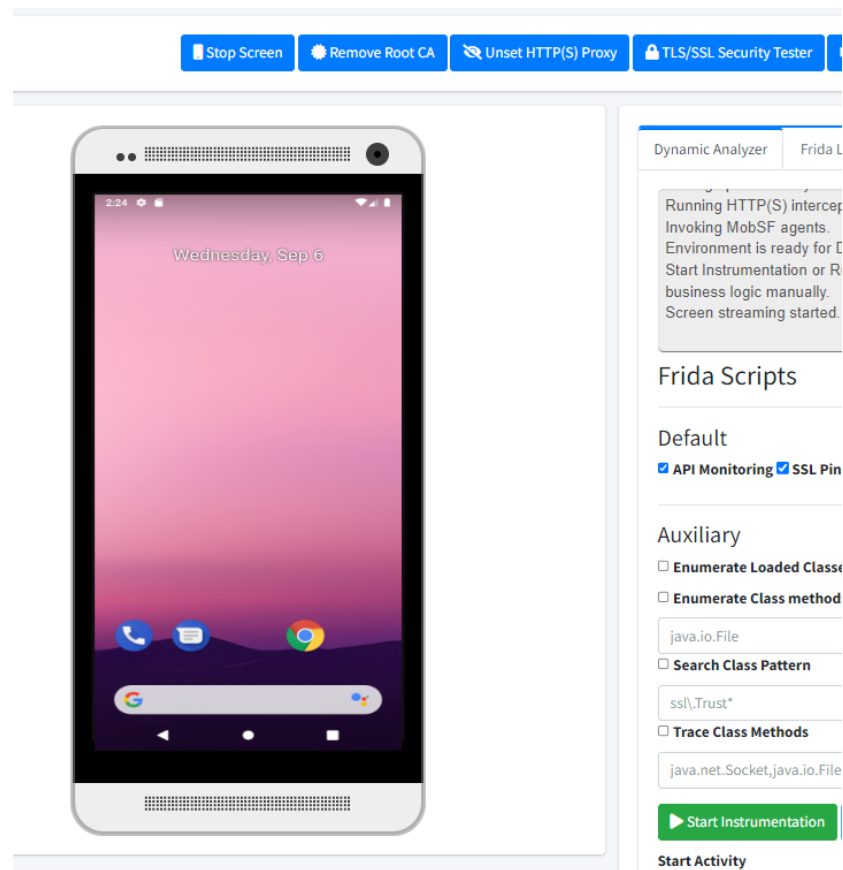 Stop Screen
Remove Root CA
Unset HTTP(S) Proxy
TLS/SSL Security Tester
2:24
Wednesday, Sep 6
Dynamic Analyzer
Frida L
Running HTTP(S) intercep
Invoking MobSF agents.
Environment is ready for D
Start Instrumentation or R
business logic manually.
Screen streaming started.
Frida Scripts
Default
API Monitoring
SSL Pin
Auxiliary
Enumerate Loaded Classe
Enumerate Class method
java.io.File
Search Class Pattern
ssl\.Trust*
Trace Class Methods
java.net.Socket,java.io.File
Start Instrumentation
Start Activity